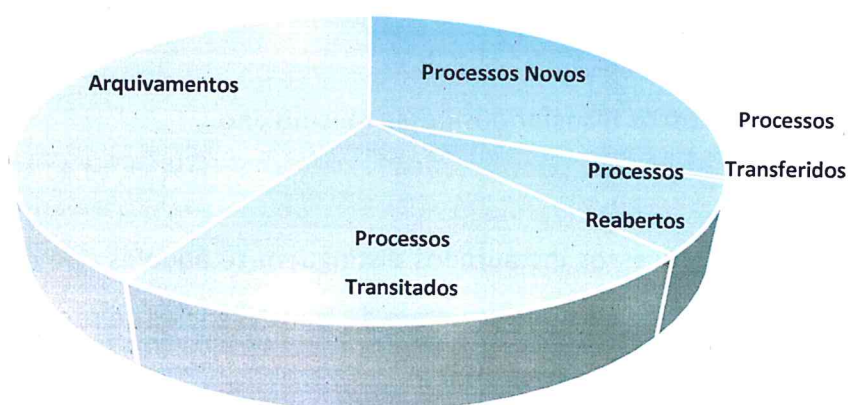 Arquivamentos
Processos Novos
Processos
Transferidos
Processos
Reabertos
Processos
Transitados